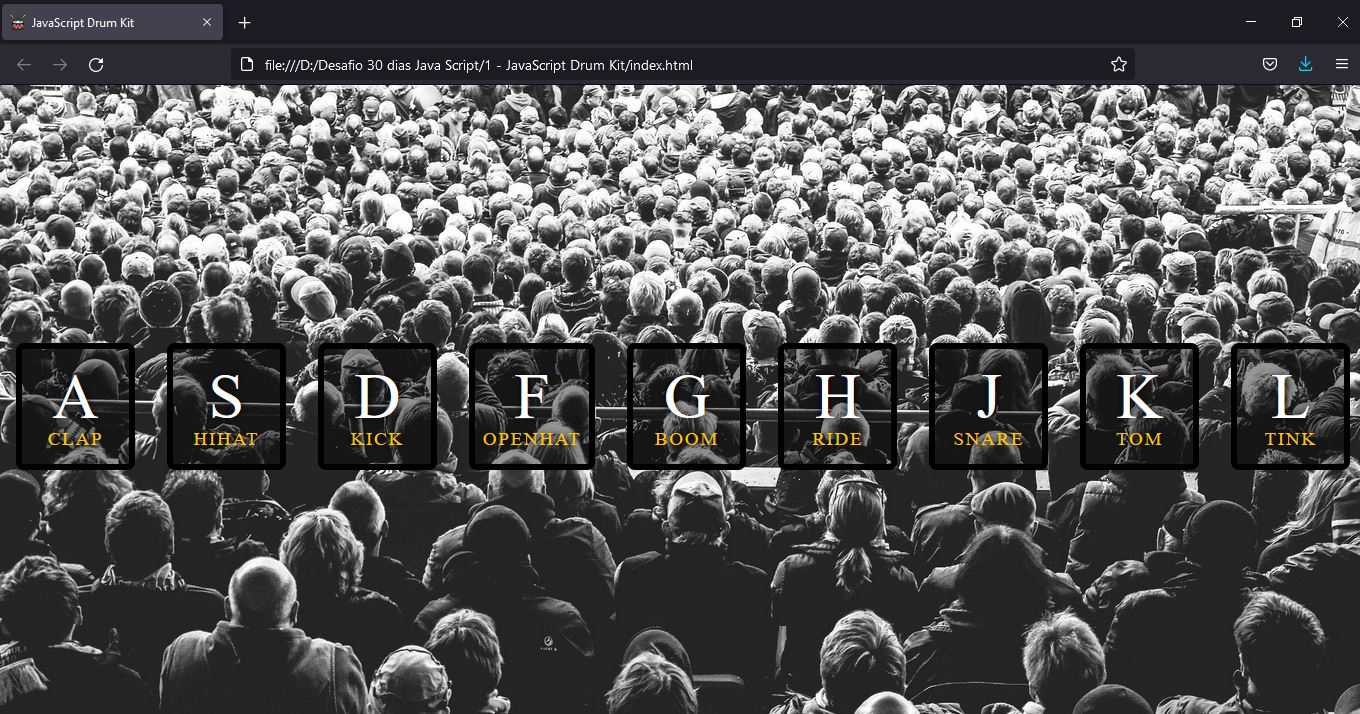 JavaScript Drum Kit
file:///D:/Desafio 30 dias Java Script/1 - JavaScript Drum Kit/index.html
A S D F G H J K L
CLAP HIHAT KICK OPENHAT BOOM RIDE SNARE TOM TINK